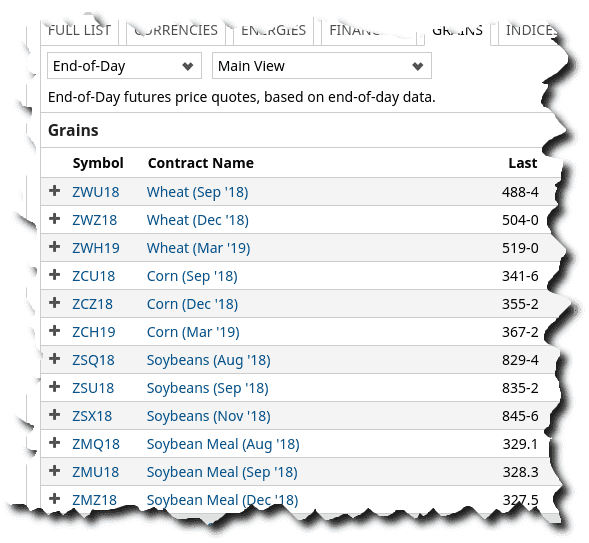 FULL LIST CURRENCIES ENERGIES FINANC GRAINS INDICES
End-of-Day Main View
End-of-Day futures price quotes, based on end-of-day data.
Grains
Symbol Contract Name Last
+ ZWU18 Wheat (Sep '18) 488-4
+ ZWZ18 Wheat (Dec '18) 504-0
+ ZWH19 Wheat (Mar '19) 519-0
+ ZCU18 Corn (Sep '18) 341-6
+ ZCZ18 Corn (Dec '18) 355-2
+ ZCH19 Corn (Mar '19) 367-2
+ ZSQ18 Soybeans (Aug '18) 829-4
+ ZSU18 Soybeans (Sep '18) 835-2
+ ZSX18 Soybeans (Nov '18) 845-6
+ ZMQ18 Soybean Meal (Aug '18) 329.1
+ ZMU18 Soybean Meal (Sep '18) 328.3
+ ZMZ18 Soybean Meal (Dec '18) 327.5